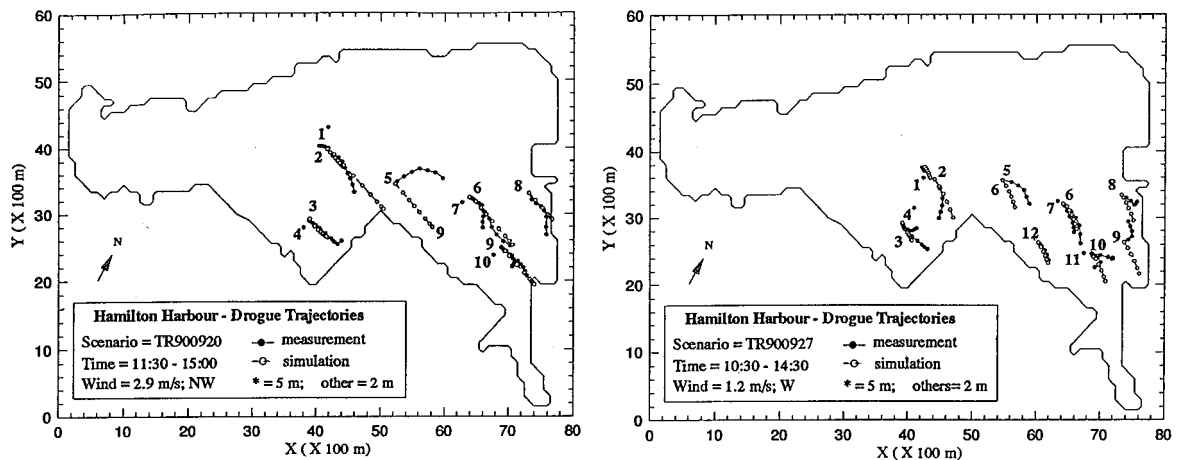 60
50
40
30
20
10
0
Y (X 100 m)
1
2
5
6
7
8
3
4
9
9
10
N
Hamilton Harbour - Drogue Trajectories
Scenario = TR900920 measurement
Time = 11:30 - 15:00 simulation
Wind = 2.9 m/s; NW * = 5 m; other = 2 m
0 10 20 30 40 50 60 70 80
X (X 100 m)
60
50
40
30
20
10
0
Y (X 100 m)
1
2
5
6
6
7
8
4
3
12
9
10
11
N
Hamilton Harbour - Drogue Trajectories
Scenario = TR900927 measurement
Time = 10:30 - 14:30 simulation
Wind = 1.2 m/s; W * = 5 m; others= 2 m
0 10 20 30 40 50 60 70 80
X (X 100 m)